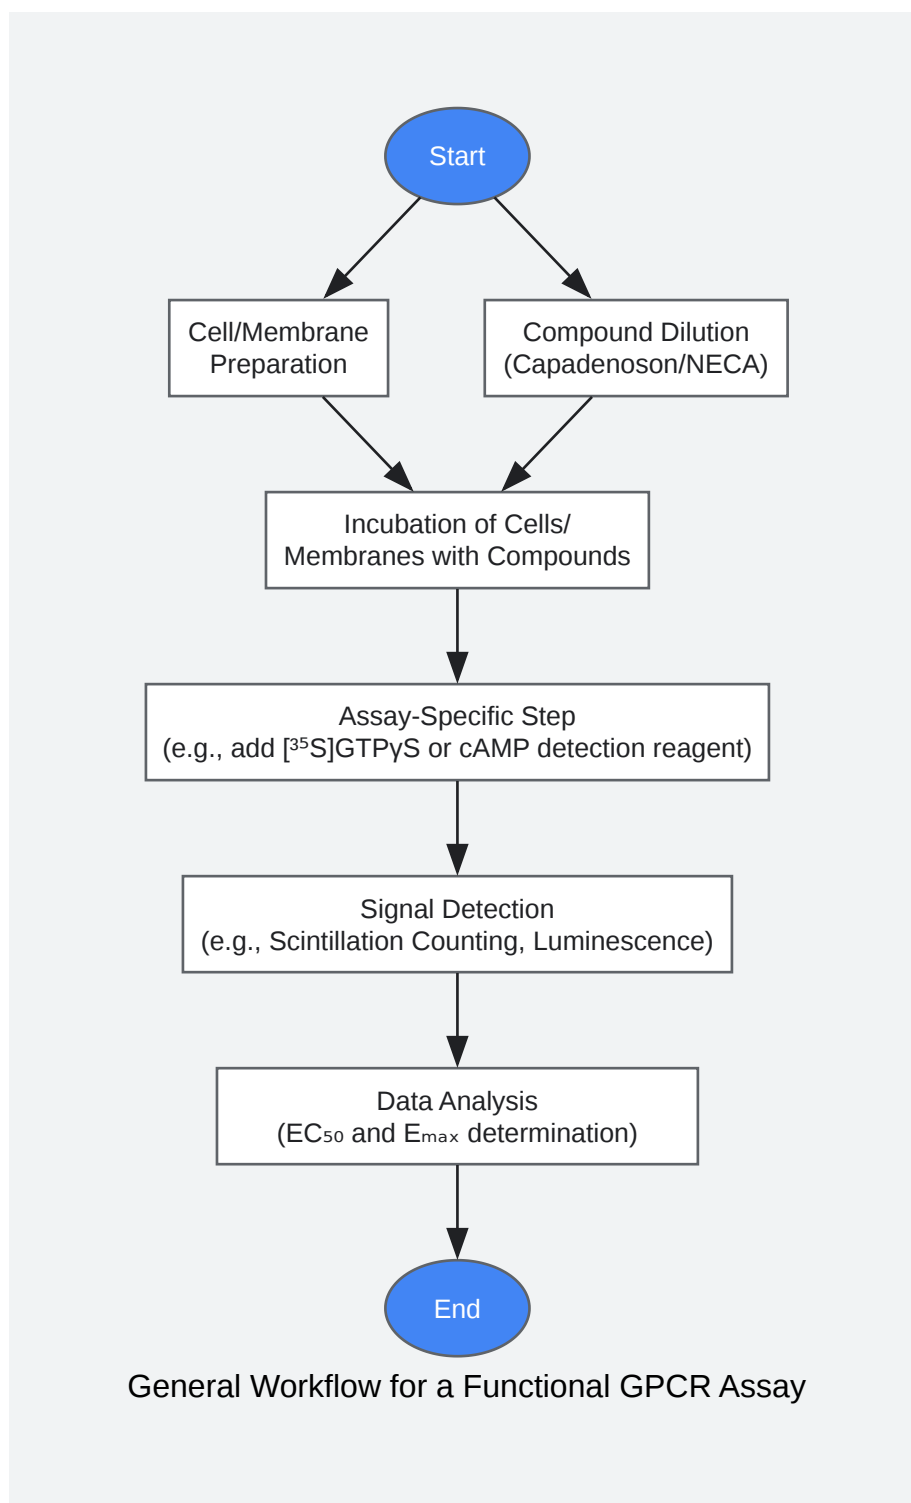 Start
Cell/Membrane
Preparation
Compound Dilution
(Capadenoson/NECA)
Incubation of Cells/
Membranes with Compounds
Assay-Specific Step
(e.g., add [³⁵S]GTPγS or cAMP detection reagent)
Signal Detection
(e.g., Scintillation Counting, Luminescence)
Data Analysis
(EC₅₀ and Eₘₐₓ determination)
End
General Workflow for a Functional GPCR Assay